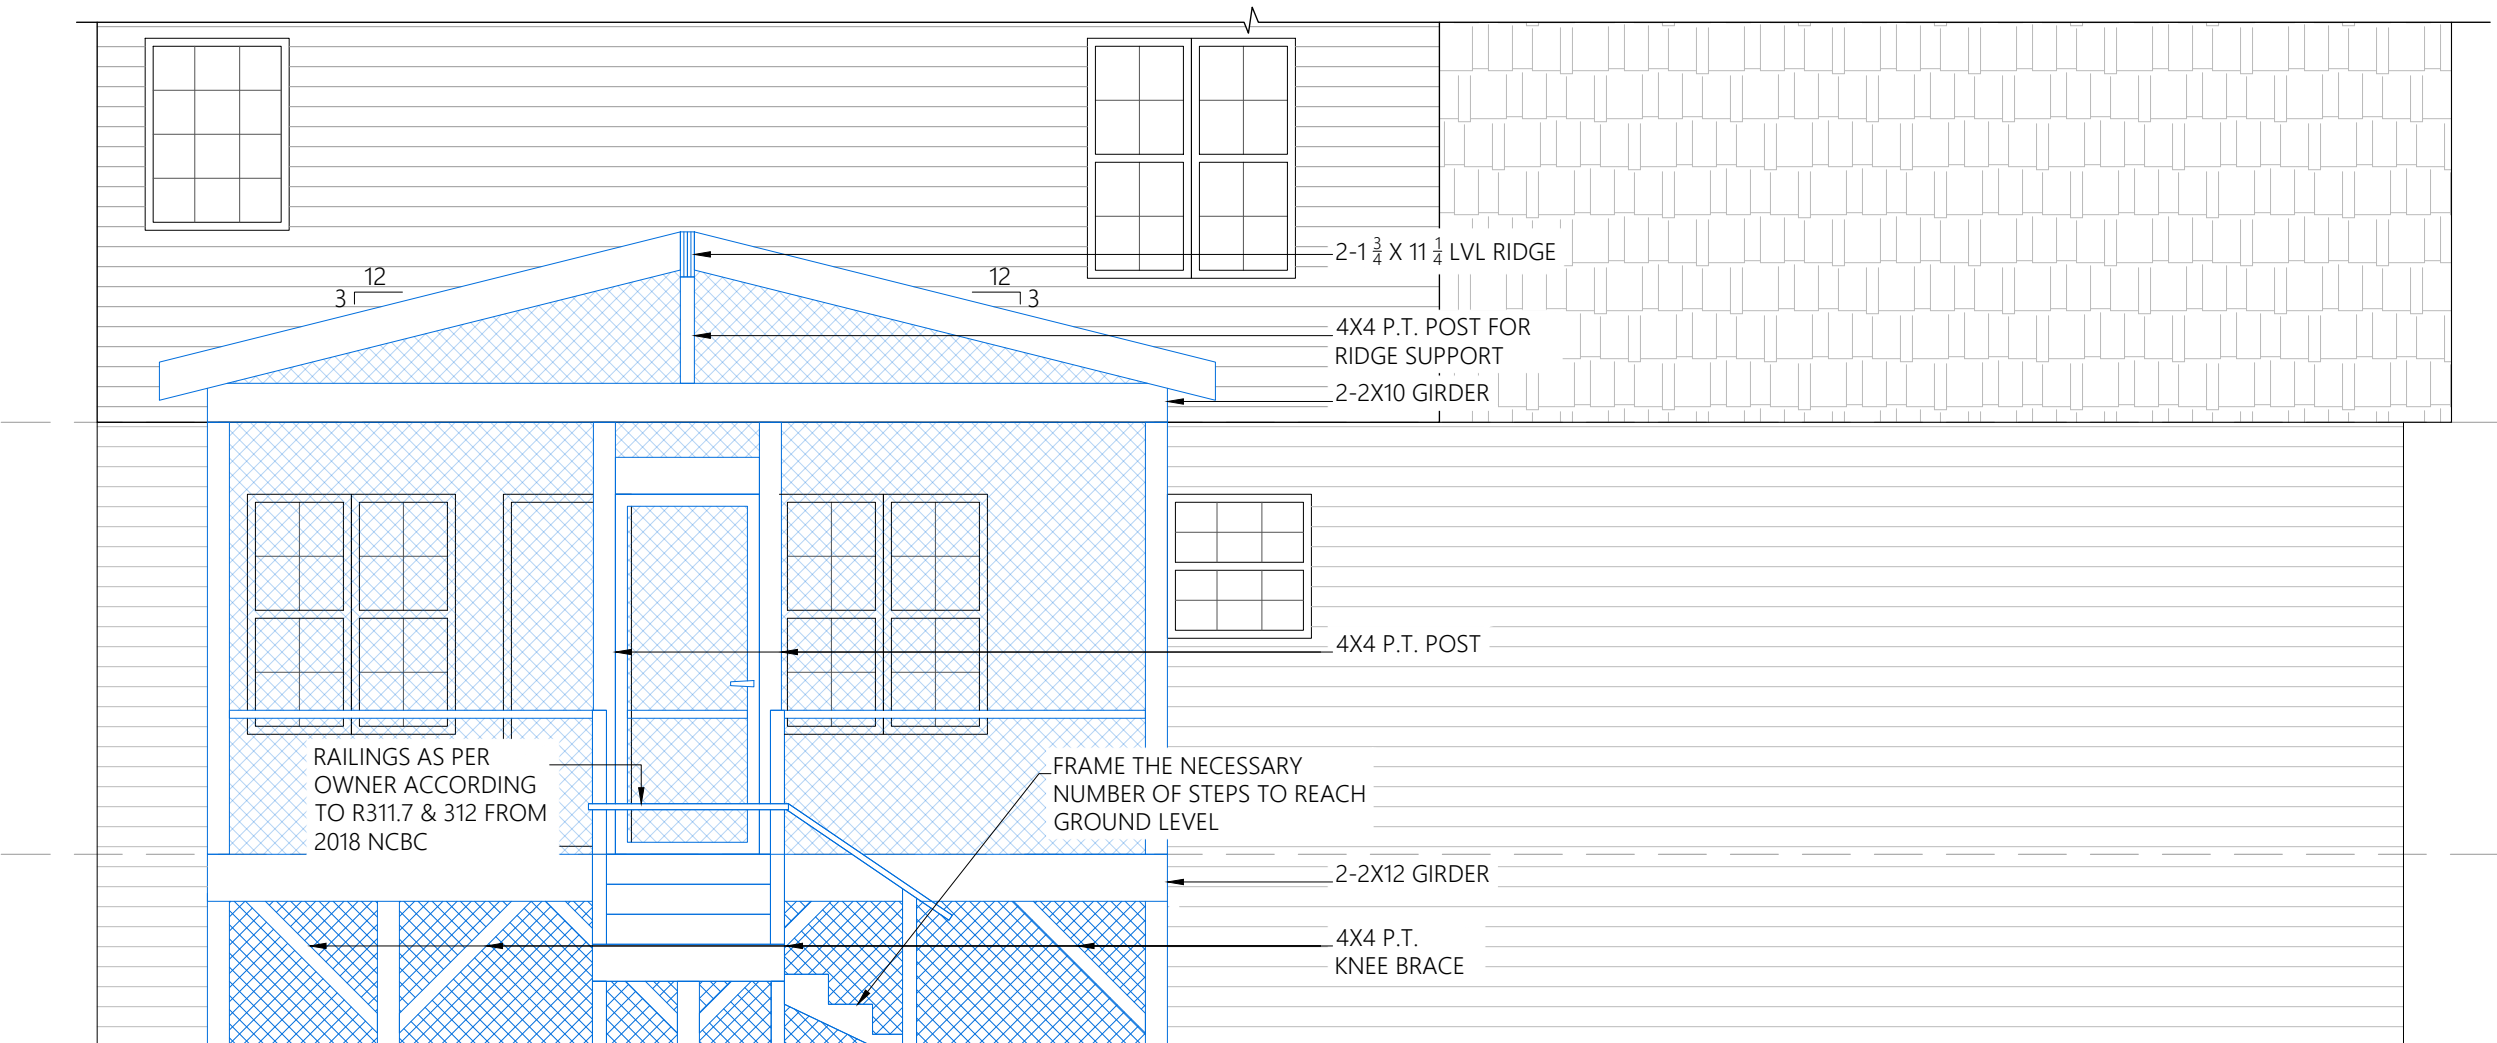 2-1 3/4 X 11 1/4 LVL RIDGE
12
3
12
3
4X4 P.T. POST FOR
RIDGE SUPPORT
2-2X10 GIRDER
4X4 P.T. POST
RAILINGS AS PER
OWNER ACCORDING
TO R311.7 & 312 FROM
2018 NCBC
FRAME THE NECESSARY
NUMBER OF STEPS TO REACH
GROUND LEVEL
2-2X12 GIRDER
4X4 P.T.
KNEE BRACE